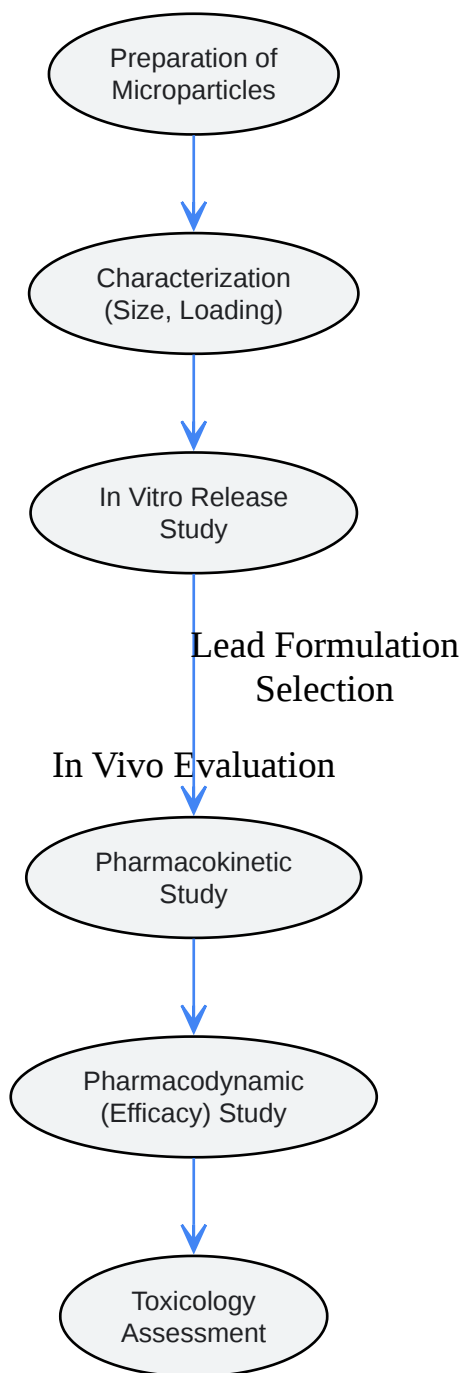 Preparation of
Microparticles
Characterization
(Size, Loading)
In Vitro Release
Study
Lead Formulation
Selection
In Vivo Evaluation
Pharmacokinetic
Study
Pharmacodynamic
(Efficacy) Study
Toxicology
Assessment